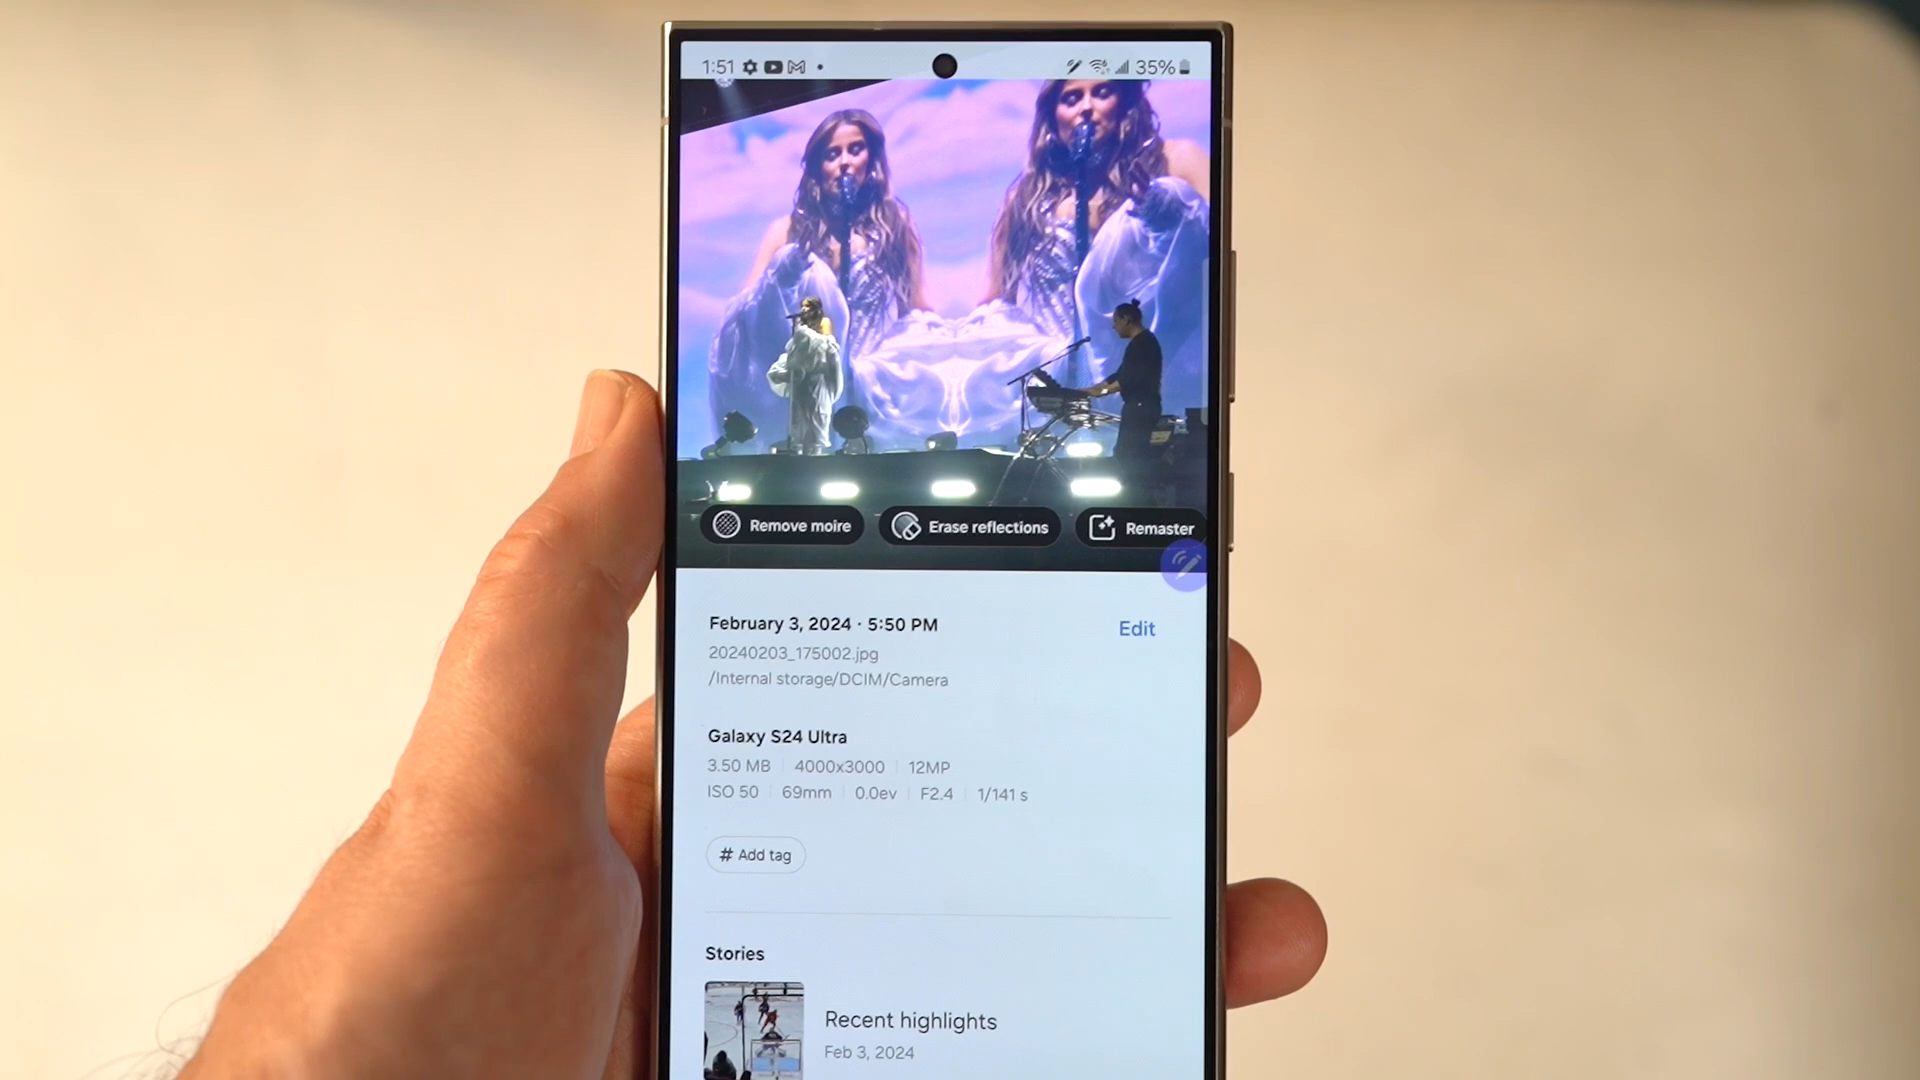 1:51 35%
Remove moire Erase reflections Remaster
February 3, 2024 · 5:50 PM Edit
20240203_175002.jpg
/Internal storage/DCIM/Camera
Galaxy S24 Ultra
3.50 MB 4000x3000 12MP
ISO 50 69mm 0.0ev F2.4 1/141 s
# Add tag
Stories
Recent highlights
Feb 3, 2024